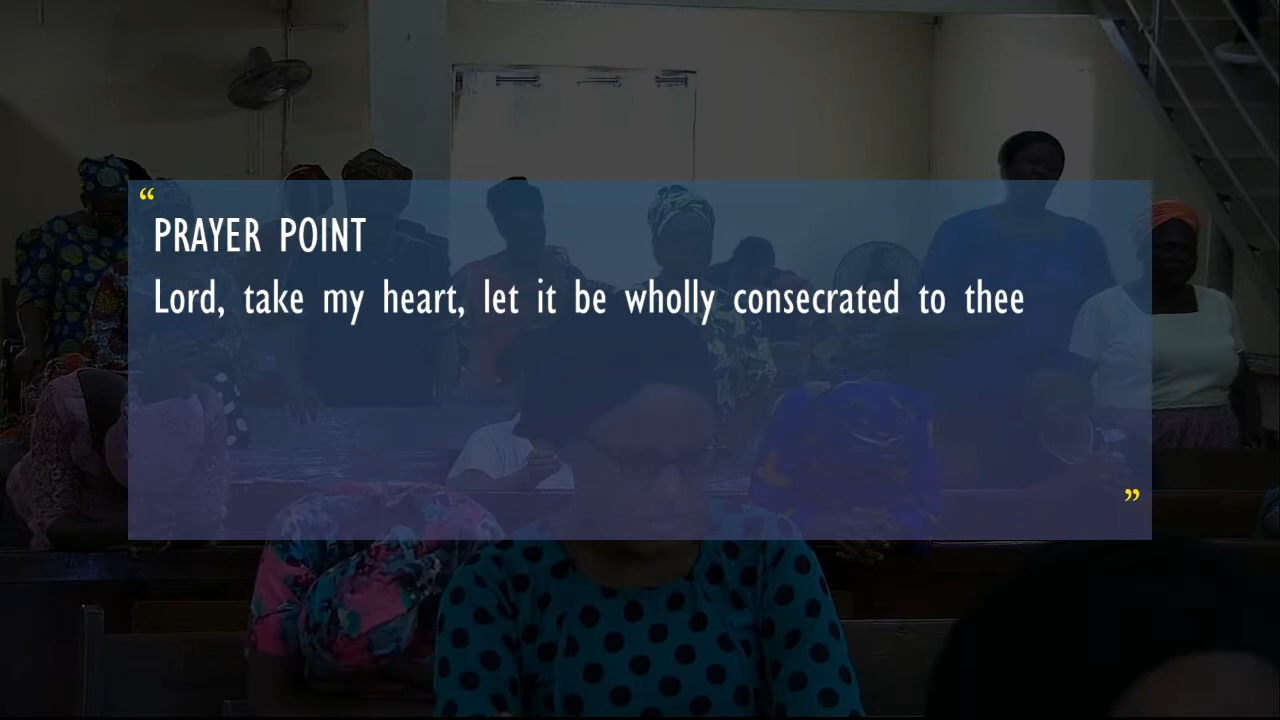 “
PRAYER POINT
Lord, take my heart, let it be wholly consecrated to thee
”